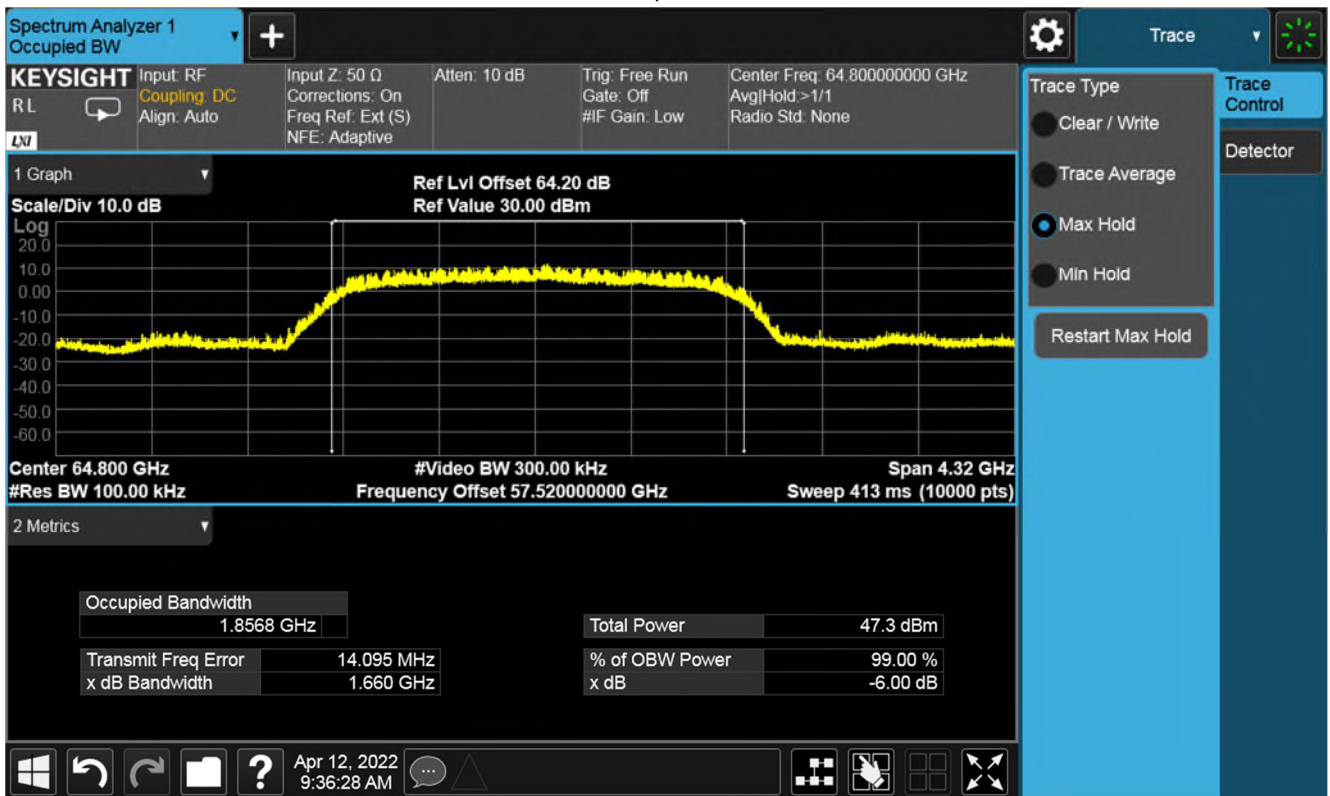 Spectrum Analyzer 1
Occupied BW
+
Trace
KEYSIGHT
R L
LXI
Input: RF
Coupling: DC
Align: Auto
Input Z: 50 Ω
Corrections: On
Freq Ref: Ext (S)
NFE: Adaptive
Atten: 10 dB
Trig: Free Run
Gate: Off
#IF Gain: Low
Center Freq: 64.800000000 GHz
Avg|Hold:>1/1
Radio Std: None
Trace Type
Clear / Write
Trace Average
Max Hold
Min Hold
Restart Max Hold
Trace
Control
Detector
1 Graph
Scale/Div 10.0 dB
Ref Lvl Offset 64.20 dB
Ref Value 30.00 dBm
Log
20.0
10.0
0.00
-10.0
-20.0
-30.0
-40.0
-50.0
-60.0
Center 64.800 GHz
#Video BW 300.00 kHz
Span 4.32 GHz
#Res BW 100.00 kHz
Frequency Offset 57.520000000 GHz
Sweep 413 ms (10000 pts)
2 Metrics
Occupied Bandwidth
1.8568 GHz
Total Power 47.3 dBm
Transmit Freq Error 14.095 MHz
% of OBW Power 99.00 %
x dB Bandwidth 1.660 GHz
x dB -6.00 dB
?
Apr 12, 2022
9:36:28 AM